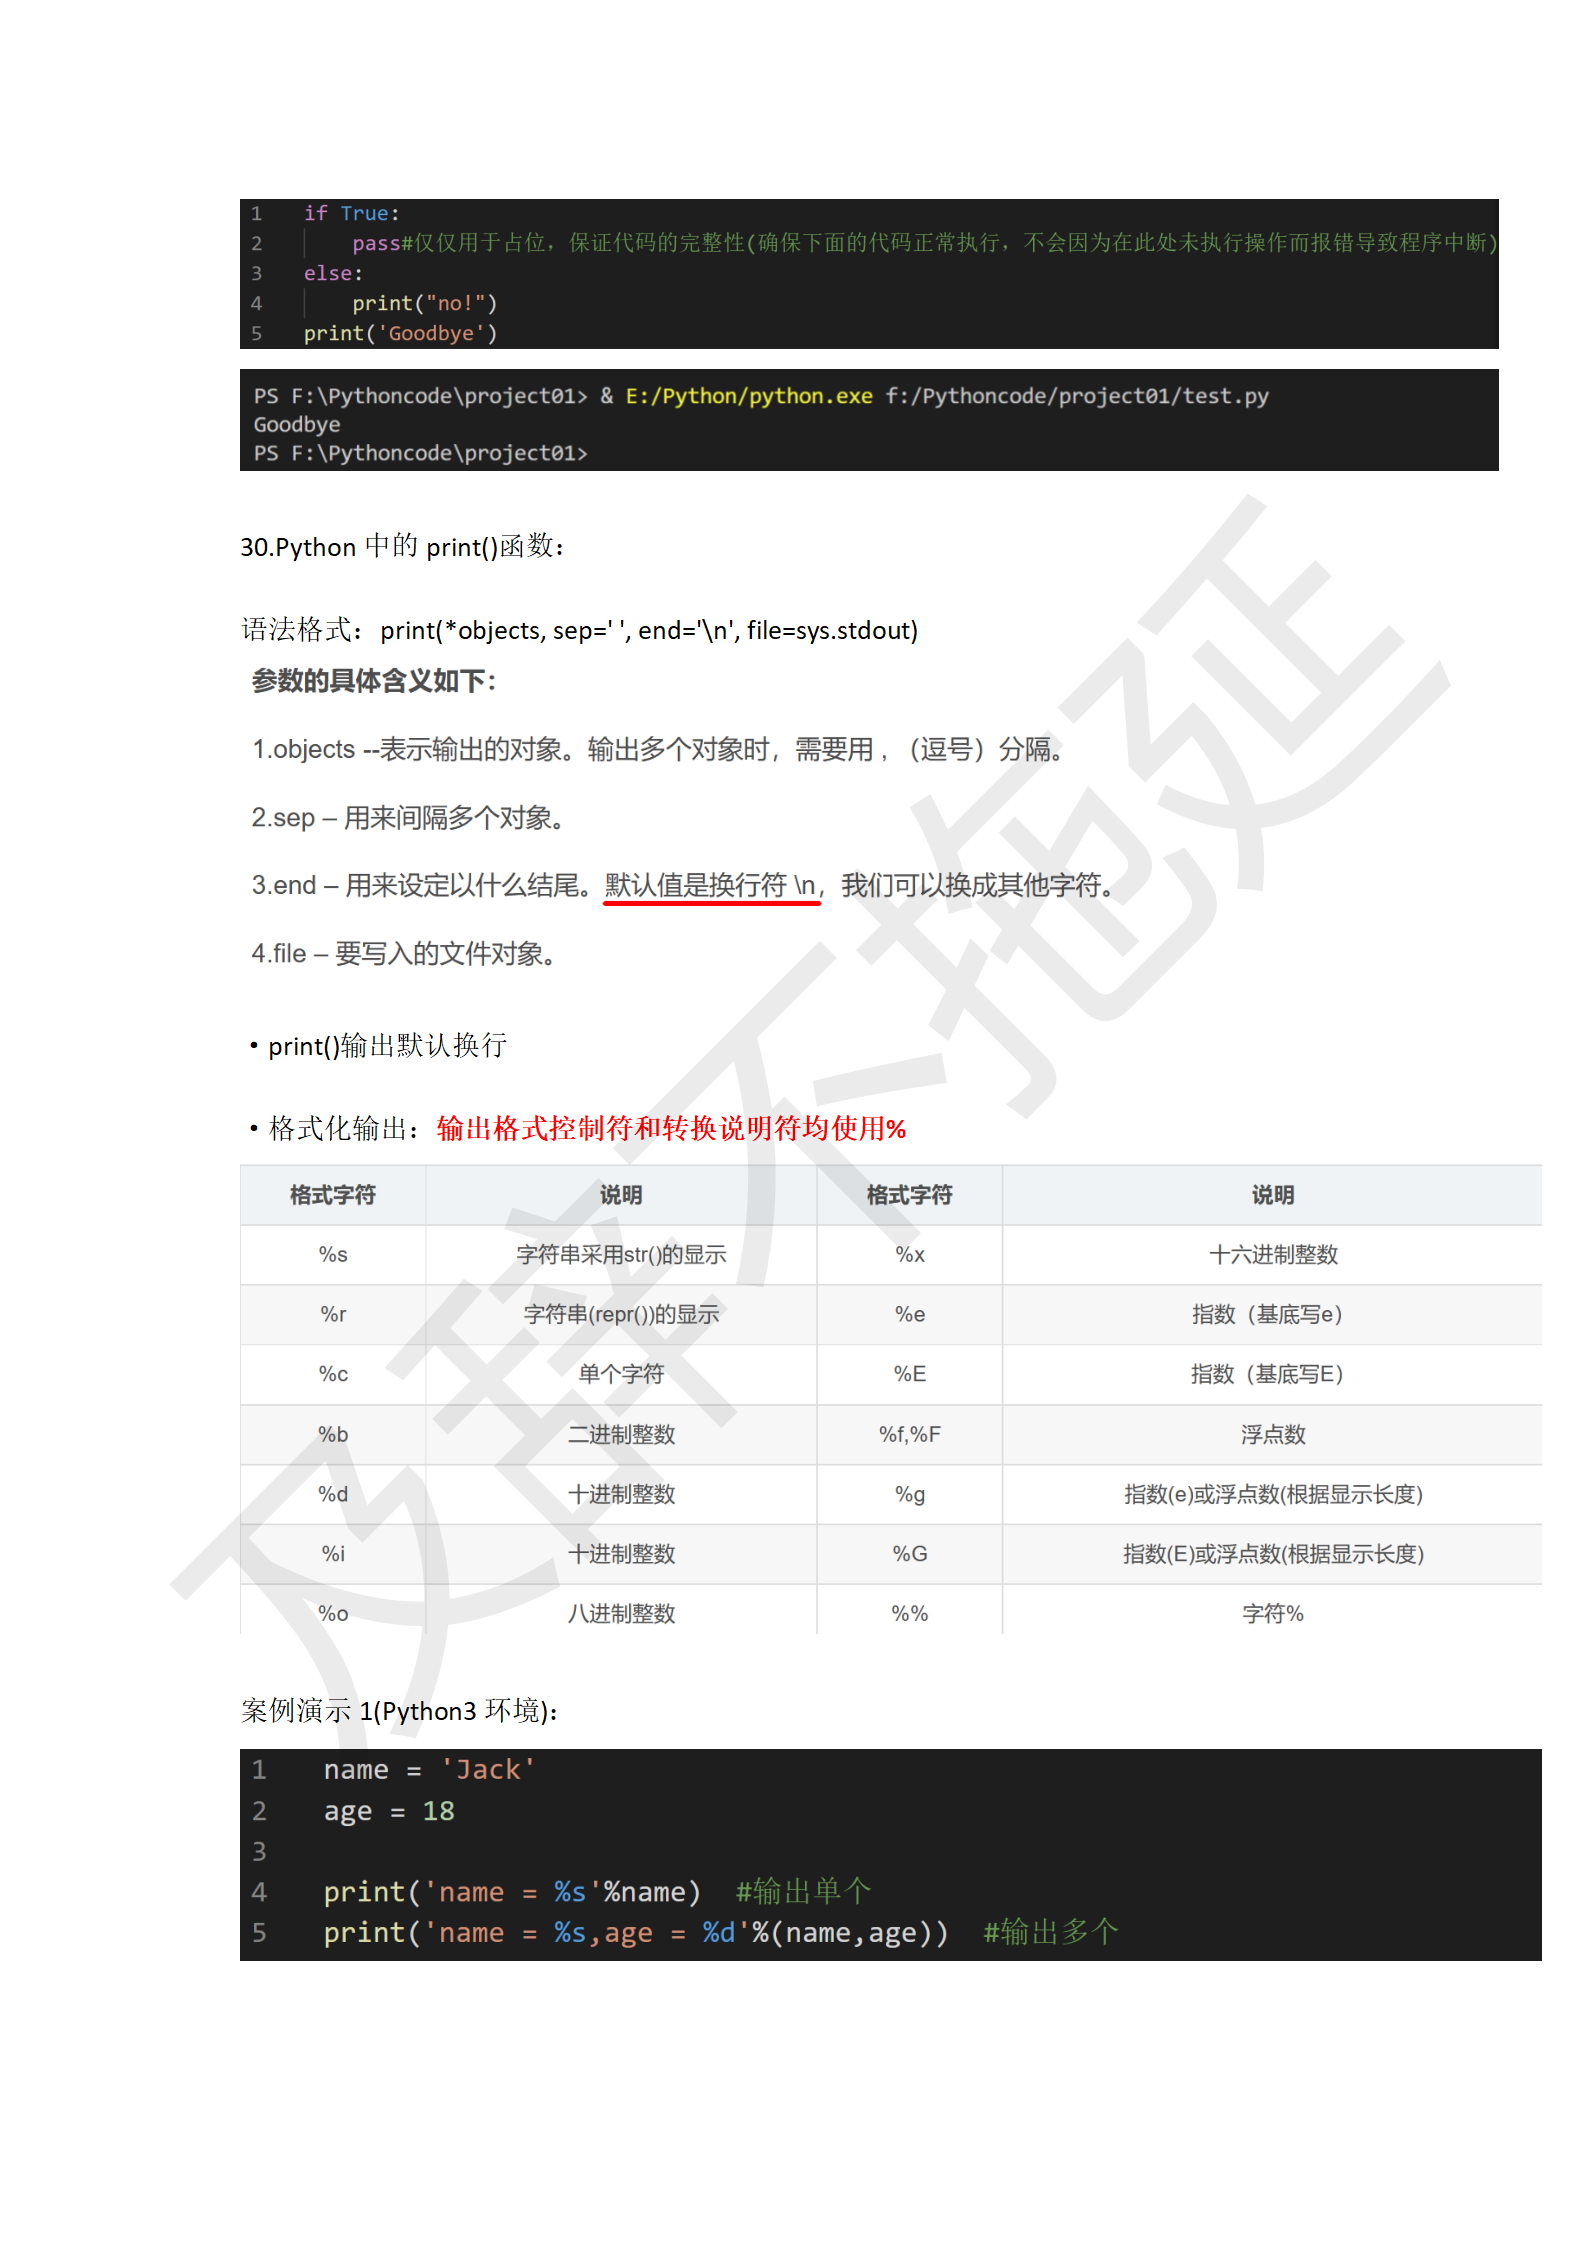 1 if True:
2 pass#仅仅用于占位，保证代码的完整性(确保下面的代码正常执行，不会因为在此处未执行操作而报错导致程序中断)
3 else:
4 print("no!")
5 print('Goodbye')
PS F:\Pythoncode\project01> & E:/Python/python.exe f:/Pythoncode/project01/test.py
Goodbye
PS F:\Pythoncode\project01>
30.Python 中的 print()函数：
语法格式：print(*objects, sep=' ', end='\n', file=sys.stdout)
参数的具体含义如下：
1.objects --表示输出的对象。输出多个对象时，需要用 ，（逗号）分隔。
2.sep – 用来间隔多个对象。
3.end – 用来设定以什么结尾。默认值是换行符 \n，我们可以换成其他字符。
4.file – 要写入的文件对象。
·print()输出默认换行
·格式化输出：输出格式控制符和转换说明符均使用%
格式字符 说明 格式字符 说明
%s 字符串采用str()的显示 %x 十六进制整数
%r 字符串(repr())的显示 %e 指数（基底写e）
%c 单个字符 %E 指数（基底写E）
%b 二进制整数 %f,%F 浮点数
%d 十进制整数 %g 指数(e)或浮点数(根据显示长度)
%i 十进制整数 %G 指数(E)或浮点数(根据显示长度)
%o 八进制整数 %% 字符%
案例演示 1(Python3 环境)：
1 name = 'Jack'
2 age = 18
3
4 print('name = %s'%name) #输出单个
5 print('name = %s,age = %d'%(name,age)) #输出多个
及辞不拖延